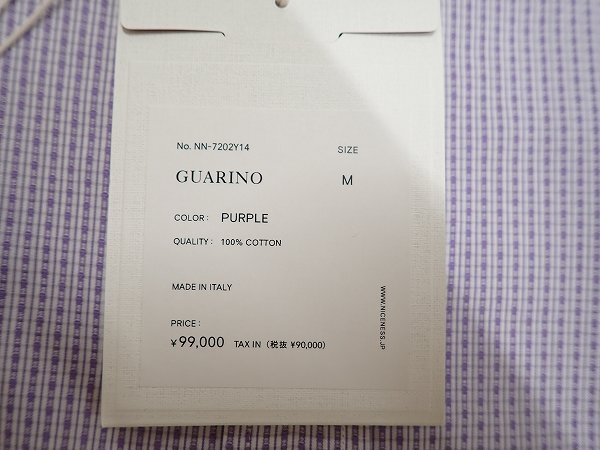 No. NN-7202Y14
SIZE
GUARINO
M
COLOR: PURPLE
QUALITY: 100% COTTON
MADE IN ITALY
PRICE:
¥99,000 TAX IN (税抜 ¥90,000)
WWW.NICENESS.JP